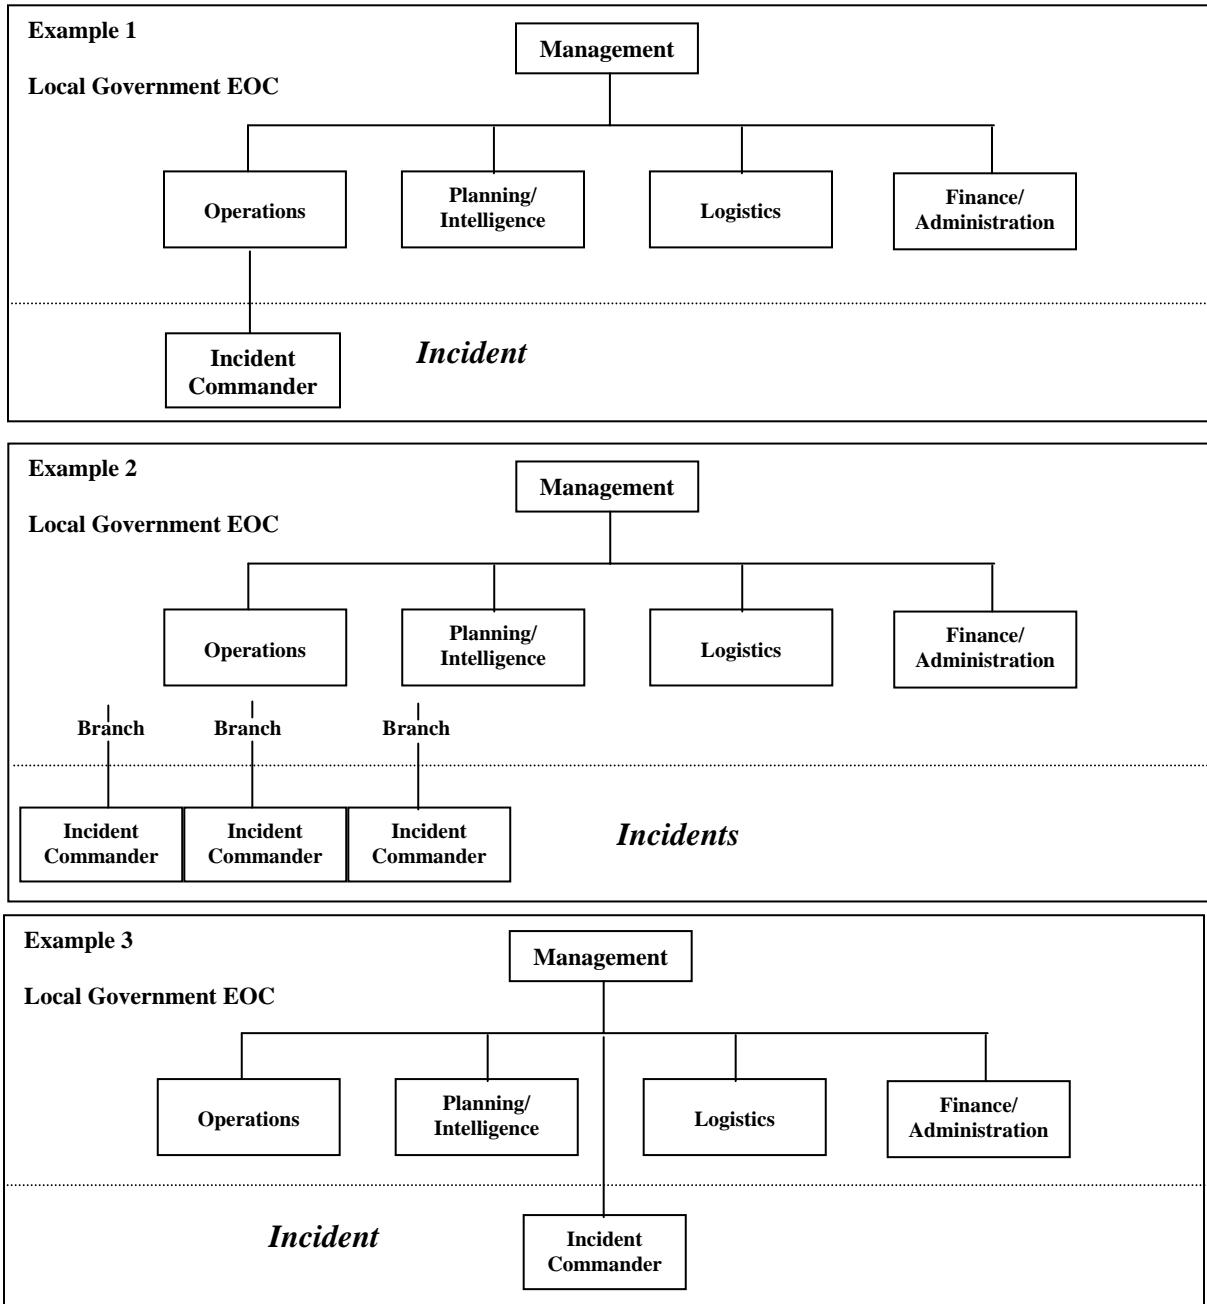 Example 1
Management
Local Government EOC
Operations
Planning/
Intelligence
Logistics
Finance/
Administration
Incident
Commander
Incident
Example 2
Management
Local Government EOC
Operations
Planning/
Intelligence
Logistics
Finance/
Administration
Branch
Branch
Branch
Incident
Commander
Incident
Commander
Incident
Commander
Incidents
Example 3
Management
Local Government EOC
Operations
Planning/
Intelligence
Logistics
Finance/
Administration
Incident
Incident
Commander